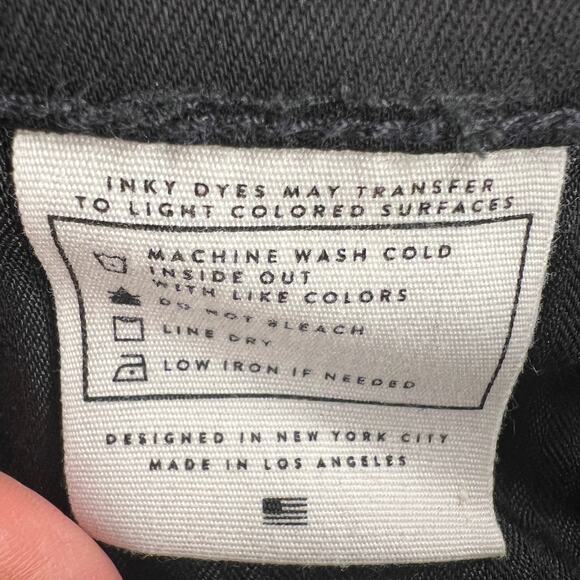 INKY DYES MAY TRANSFER
TO LIGHT COLORED SURFACES
MACHINE WASH COLD
INSIDE OUT
WITH LIKE COLORS
DO NOT BLEACH
LINE DRY
LOW IRON IF NEEDED
DESIGNED IN NEW YORK CITY
MADE IN LOS ANGELES